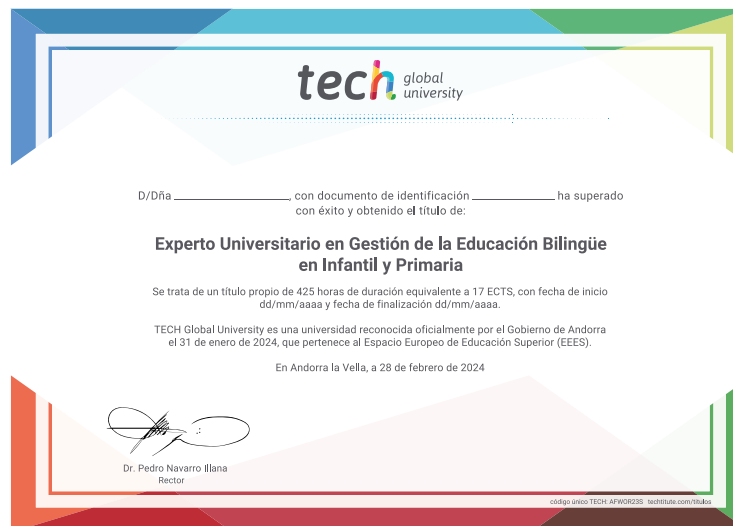 tech global university
D/Dña ____________, con documento de identificación ____________ ha superado
con éxito y obtenido el título de:
Experto Universitario en Gestión de la Educación Bilingüe
en Infantil y Primaria
Se trata de un título propio de 425 horas de duración equivalente a 17 ECTS, con fecha de inicio
dd/mm/aaaa y fecha de finalización dd/mm/aaaa.
TECH Global University es una universidad reconocida oficialmente por el Gobierno de Andorra
el 31 de enero de 2024, que pertenece al Espacio Europeo de Educación Superior (EEES).
En Andorra la Vella, a 28 de febrero de 2024
Dr. Pedro Navarro Illana
Rector
código único TECH: AFWOR23S techtitute.com/titulos